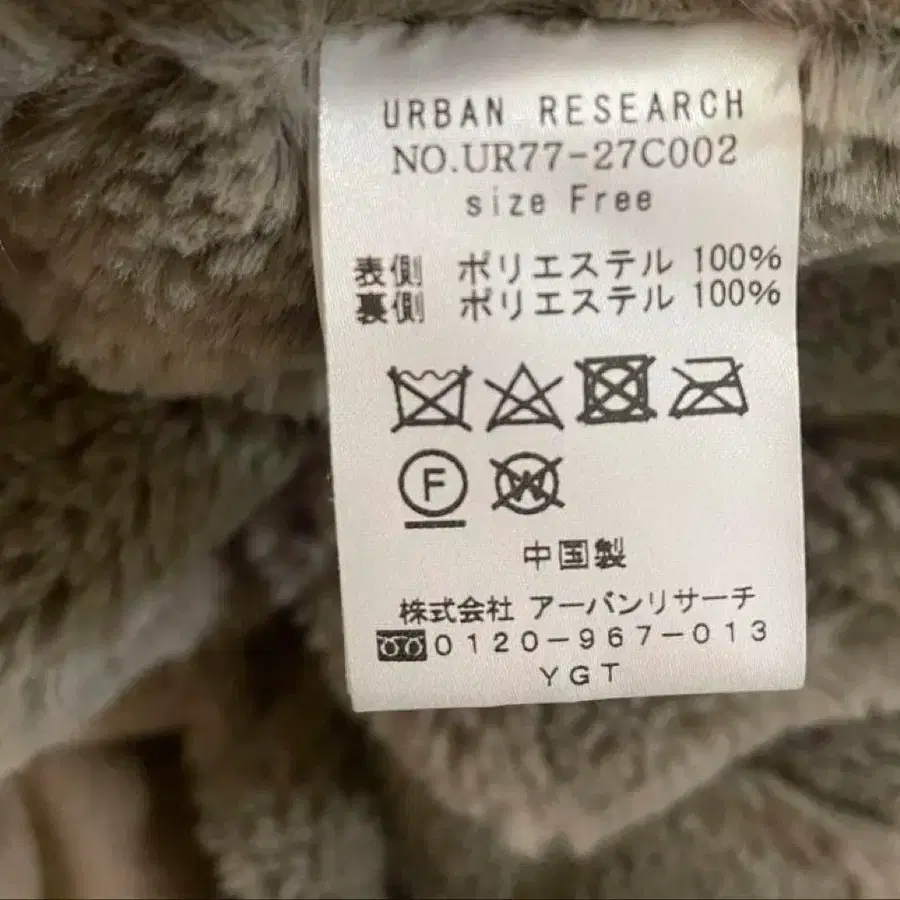 URBAN RESEARCH
NO.UR77-27C002
size Free
表側 ポリエステル 100%
裏側 ポリエステル 100%
F W
中国製
株式会社 アーバンリサーチ
0120-967-013
YGT